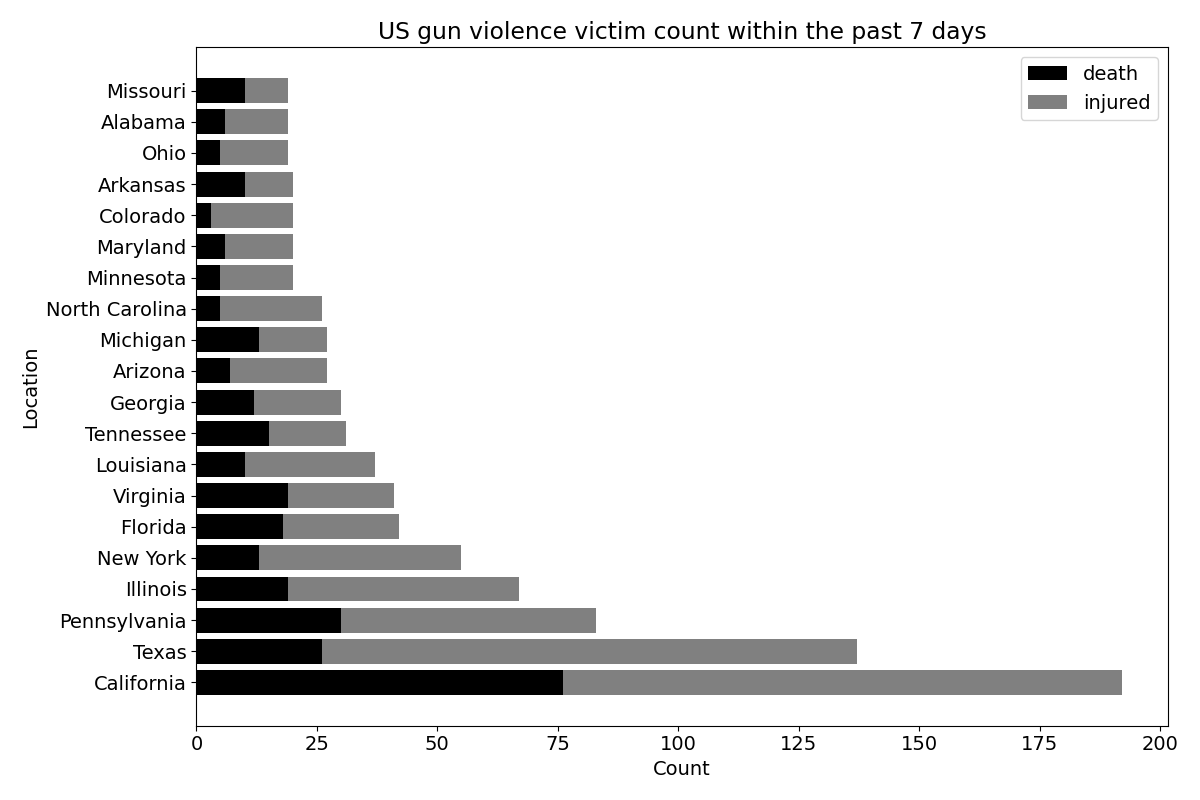 US gun violence victim count within the past 7 days
death
injured
Missouri
Alabama
Ohio
Arkansas
Colorado
Maryland
Minnesota
North Carolina
Michigan
Arizona
Georgia
Tennessee
Louisiana
Virginia
Florida
New York
Illinois
Pennsylvania
Texas
California
Location
0 25 50 75 100 125 150 175 200
Count